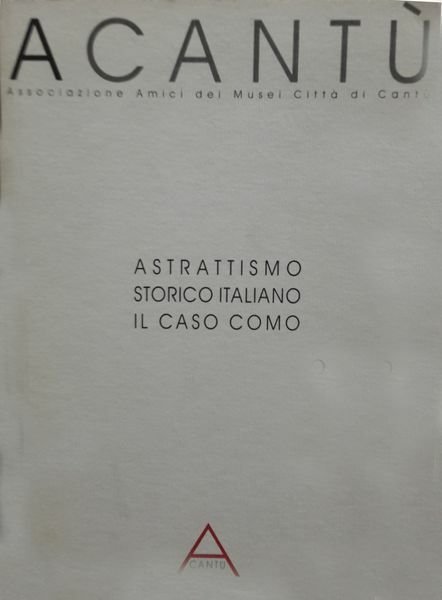 ACANTÙ
Associazione Amici dei Musei Città di Cantù
ASTRATTISMO
STORICO ITALIANO
IL CASO COMO
A
CANTÙ